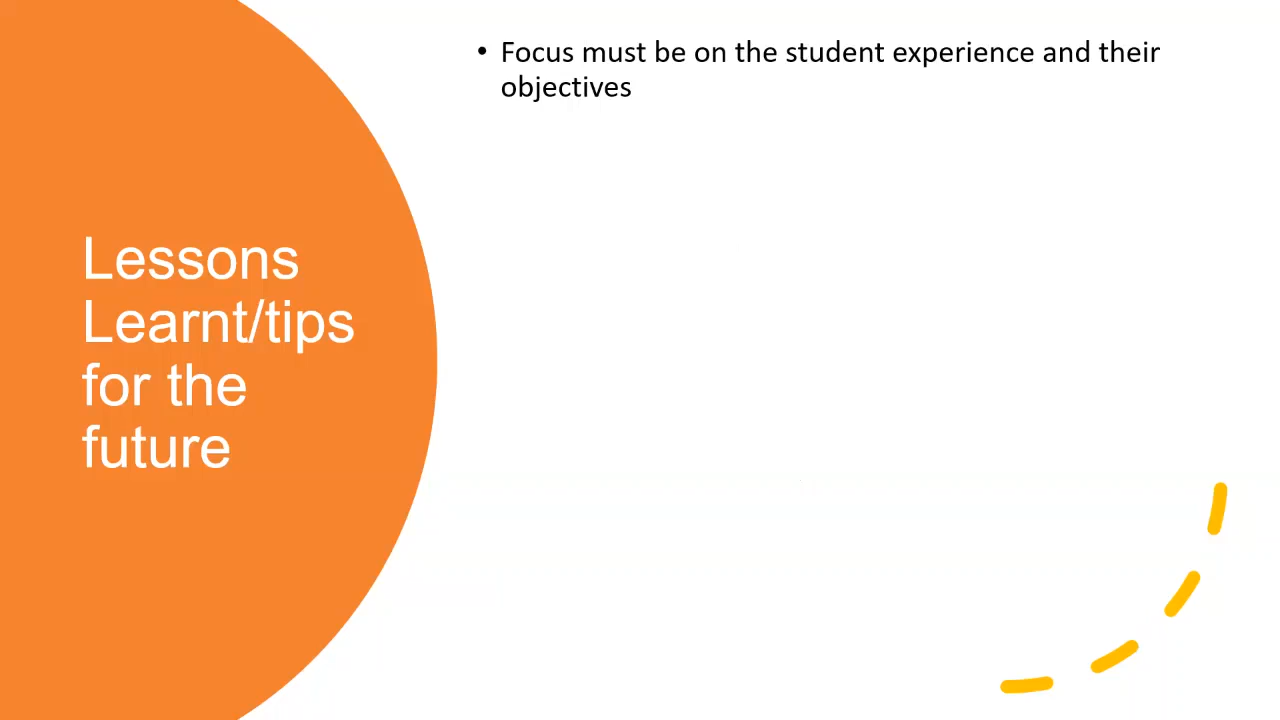 Lessons
Learnt/tips
for the
future
• Focus must be on the student experience and their
objectives